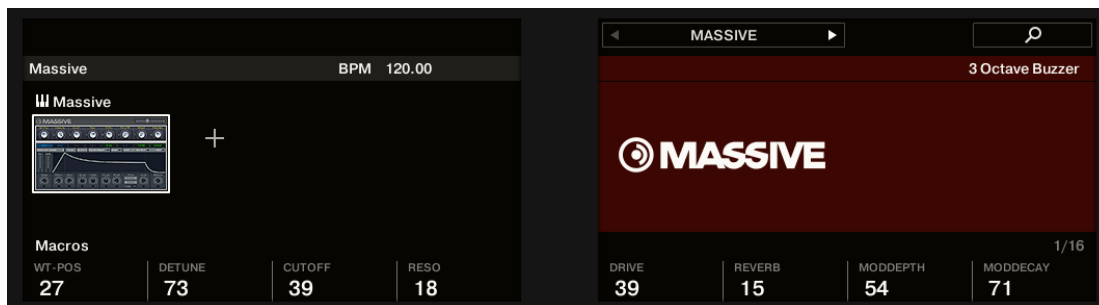 MASSIVE
Massive BPM 120.00
3 Octave Buzzer
Massive
MASSIVE
MASSIVE
Macros
1/16
WT-POS DETUNE CUTOFF RESO
27 73 39 18
DRIVE REVERB MODDEPTH MODDECAY
39 15 54 71